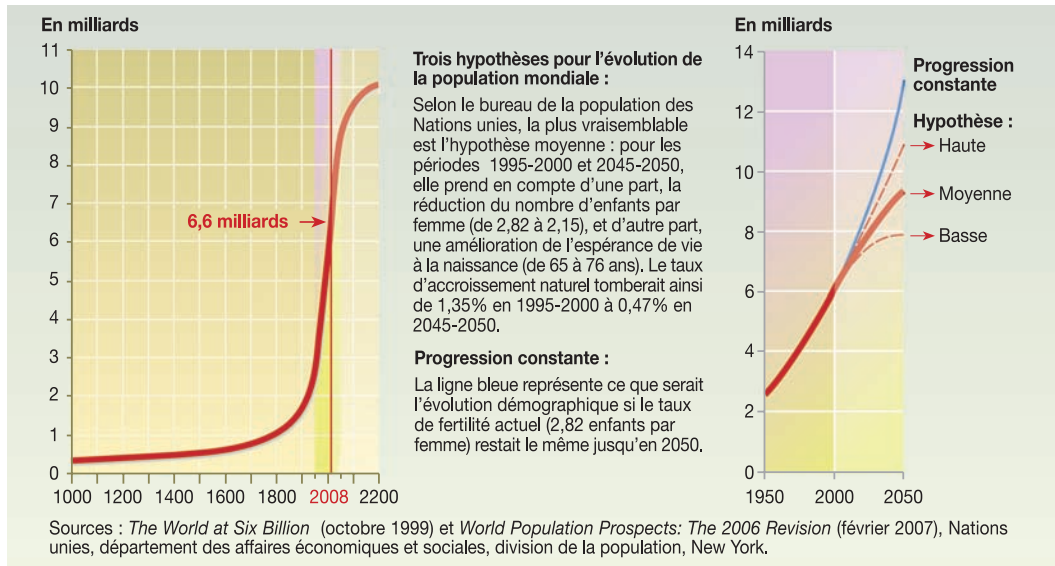 En milliards
11
10
9
8
7
6
5
4
3
2
1
0
6,6 milliards
1000 1200 1400 1600 1800 2008 2200
Trois hypothèses pour l'évolution de
la population mondiale :
Selon le bureau de la population des
Nations unies, la plus vraisemblable
est l'hypothèse moyenne : pour les
périodes 1995-2000 et 2045-2050,
elle prend en compte d'une part, la
réduction du nombre d'enfants par
femme (de 2,82 à 2,15), et d'autre part,
une amélioration de l'espérance de vie
à la naissance (de 65 à 76 ans). Le taux
d'accroissement naturel tomberait ainsi
de 1,35% en 1995-2000 à 0,47% en
2045-2050.
Progression constante :
La ligne bleue représente ce que serait
l'évolution démographique si le taux
de fertilité actuel (2,82 enfants par
femme) restait le même jusqu'en 2050.
En milliards
14
12
10
8
6
4
2
0
1950 2000 2050
Progression
constante
Hypothèse :
Haute
Moyenne
Basse
Sources : The World at Six Billion (octobre 1999) et World Population Prospects: The 2006 Revision (février 2007), Nations
unies, département des affaires économiques et sociales, division de la population, New York.